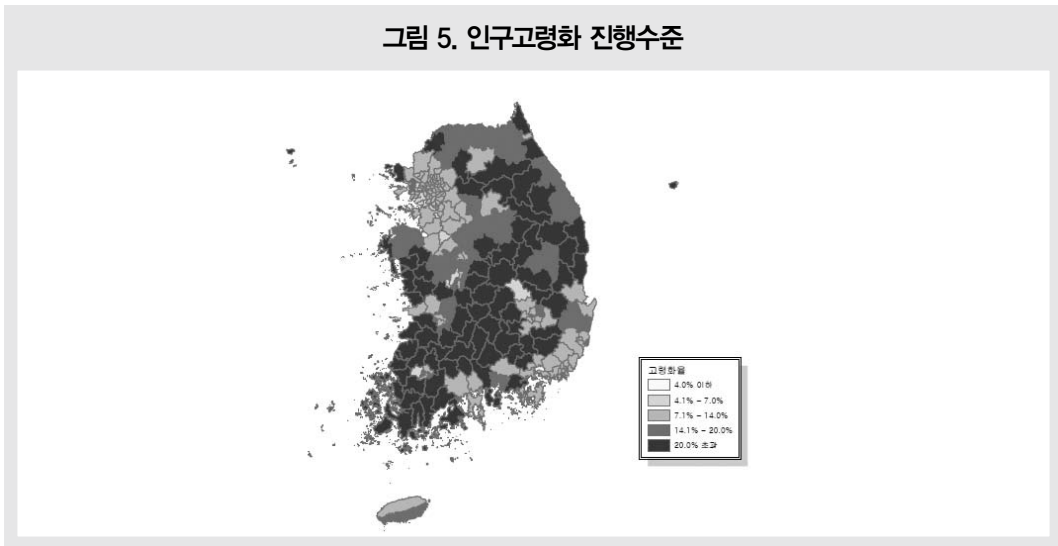 그림 5. 인구고령화 진행수준
고령화율
4.0% 이하
4.1% - 7.0%
7.1% - 14.0%
14.1% - 20.0%
20.0% 초과